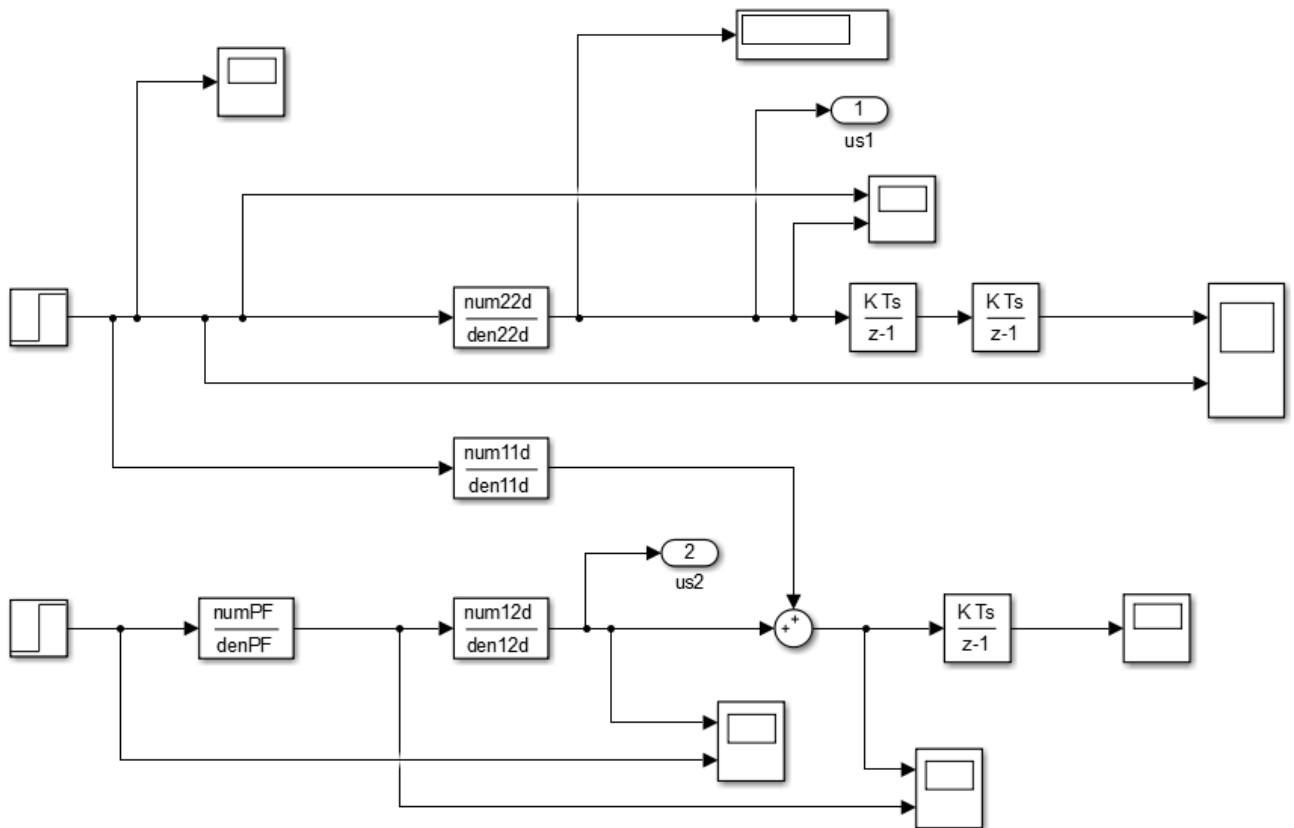 1
us1
num22d
den22d
K Ts
z-1
K Ts
z-1
num11d
den11d
2
us2
numPF
denPF
num12d
den12d
+
+
K Ts
z-1